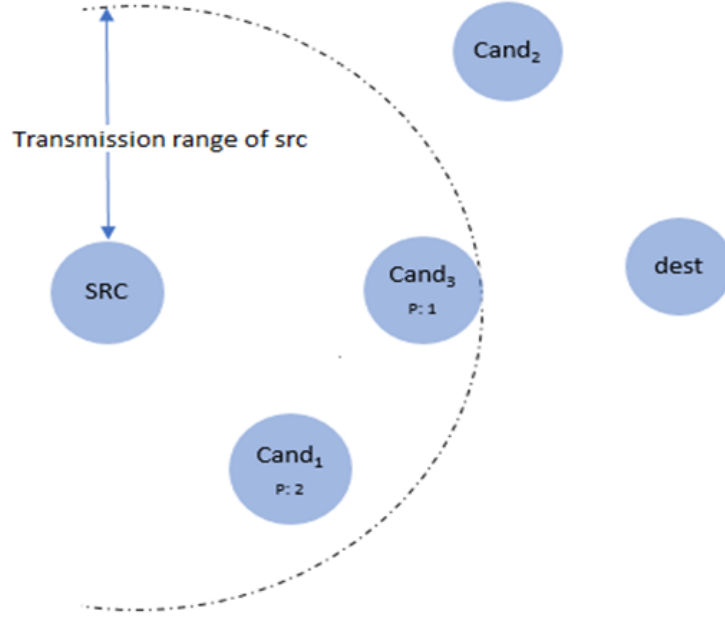 Cand₂
Transmission range of src
SRC
Cand₃
P: 1
dest
Cand₁
P: 2